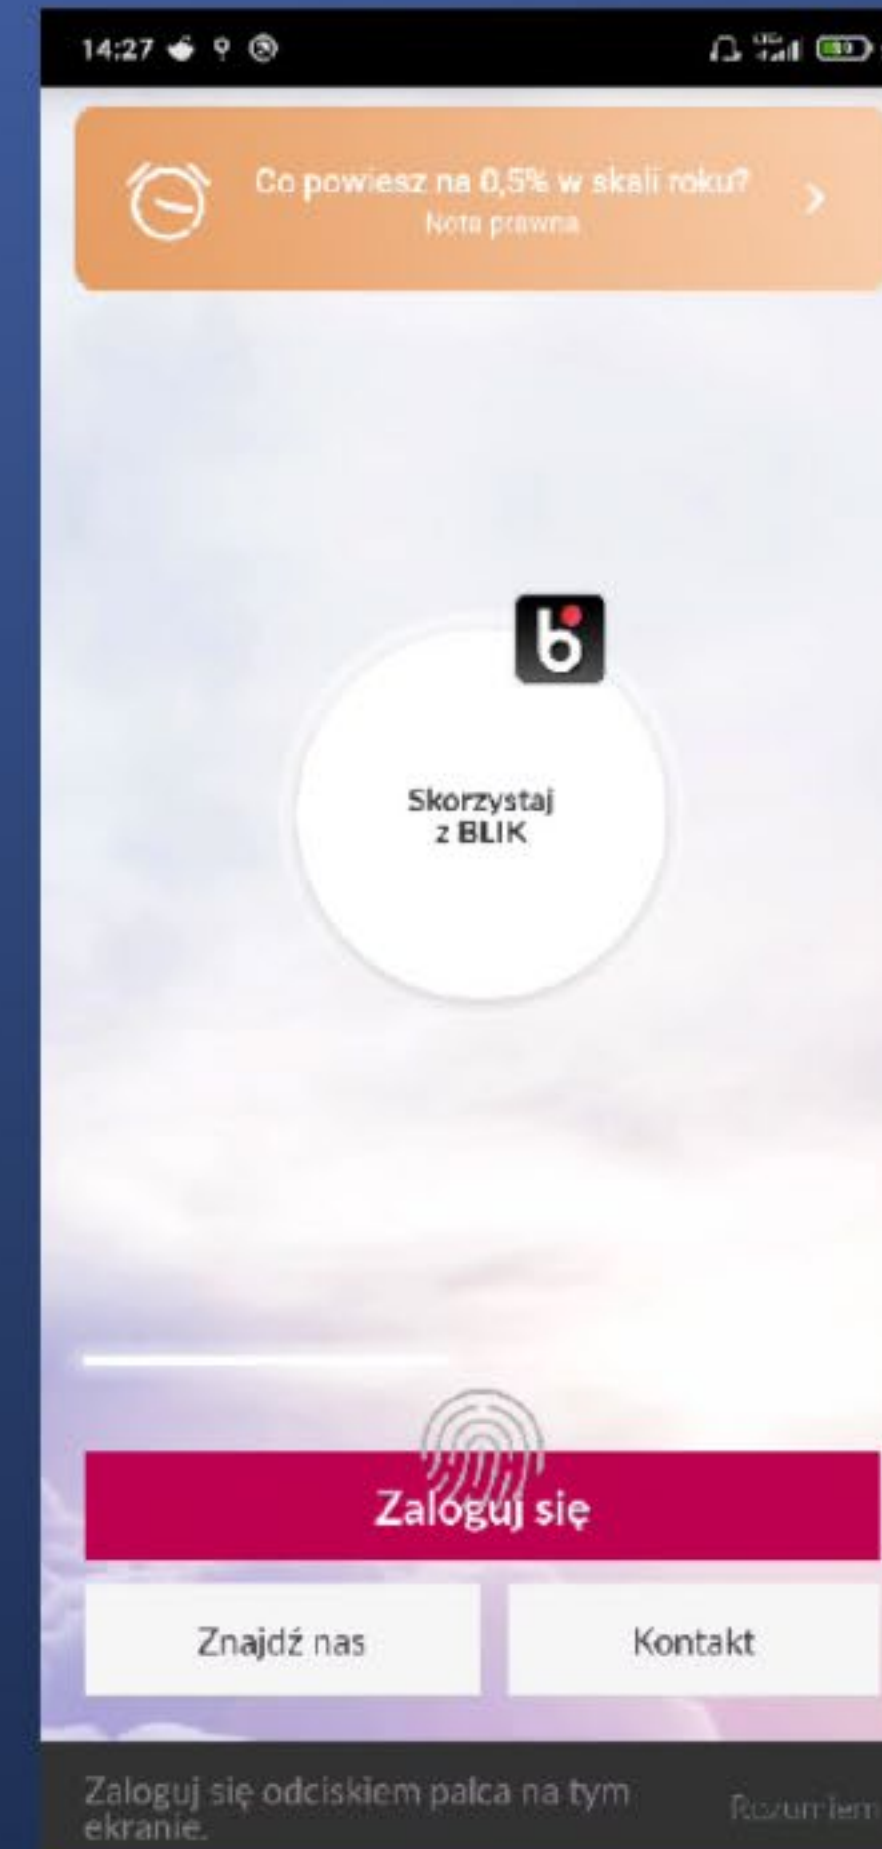 14:27
Co powiesz na 0,5% w skali roku?
Nota prawna
b
Skorzystaj
z BLIK
Zaloguj się
Znajdź nas
Kontakt
Zaloguj się odciskiem palca na tym
ekranie.
Rozumiem